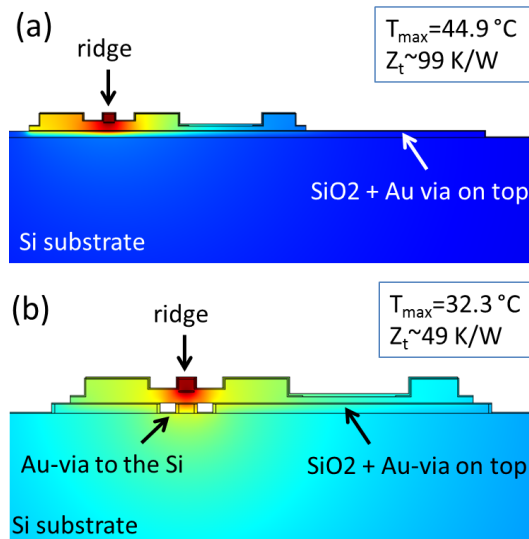 (a)
ridge
T_max=44.9 °C
Z_t~99 K/W
SiO2 + Au via on top
Si substrate
(b)
ridge
T_max=32.3 °C
Z_t~49 K/W
Au-via to the Si
SiO2 + Au-via on top
Si substrate